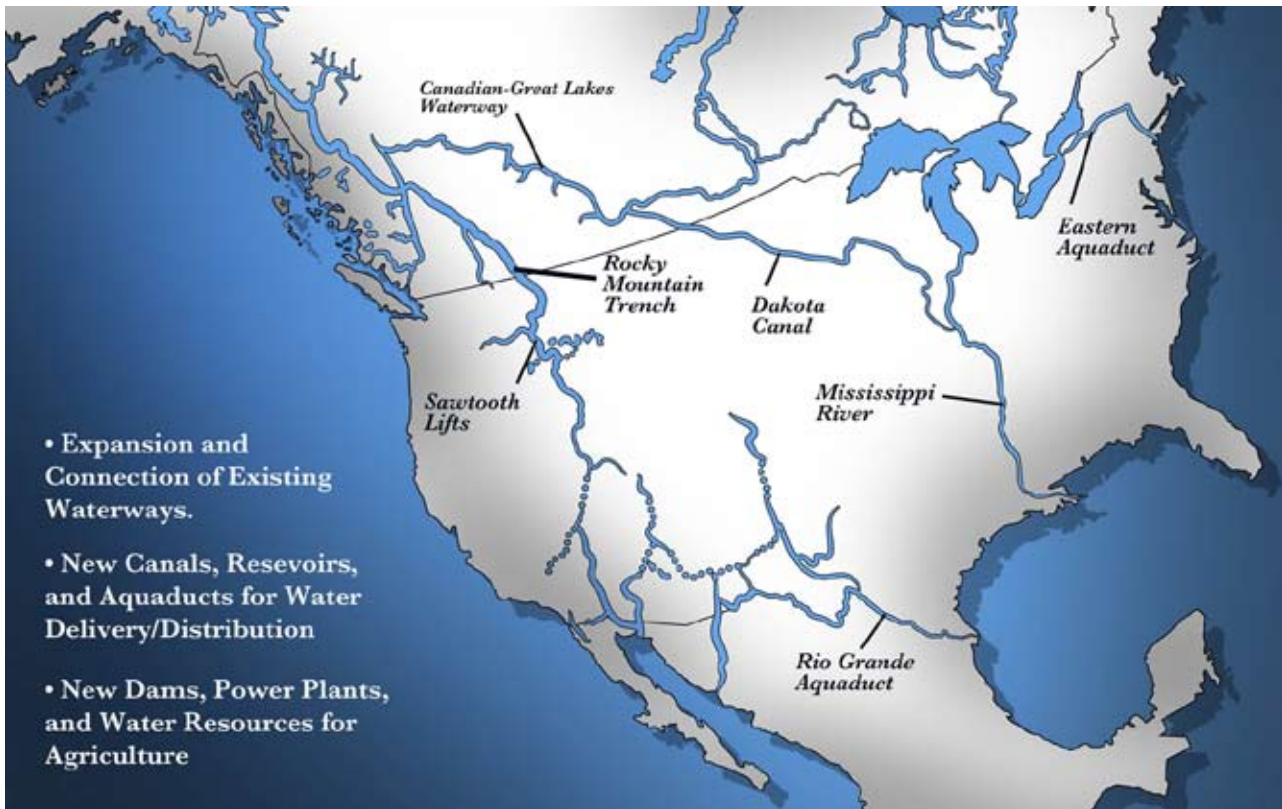 Canadian-Great Lakes
Waterway
Eastern
Aquaduct
Rocky
Mountain
Trench
Dakota
Canal
Sawtooth
Lifts
Mississippi
River
• Expansion and
Connection of Existing
Waterways.
• New Canals, Resevoirs,
and Aquaducts for Water
Delivery/Distribution
Rio Grande
Aquaduct
• New Dams, Power Plants,
and Water Resources for
Agriculture